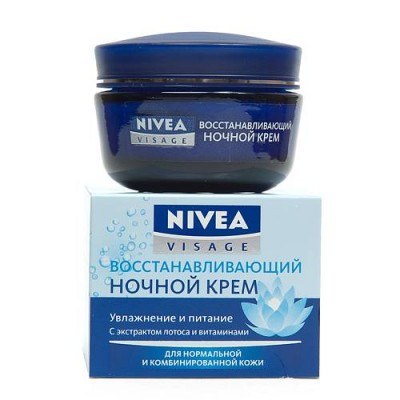 NIVEA
VISAGE
ВОССТАНАВЛИВАЮЩИЙ
НОЧНОЙ КРЕМ
NIVEA
VISAGE
ВОССТАНАВЛИВАЮЩИЙ
НОЧНОЙ КРЕМ
Увлажнение и питание
С экстрактом лотоса и витаминами
ДЛЯ НОРМАЛЬНОЙ
И КОМБИНИРОВАННОЙ КОЖИ